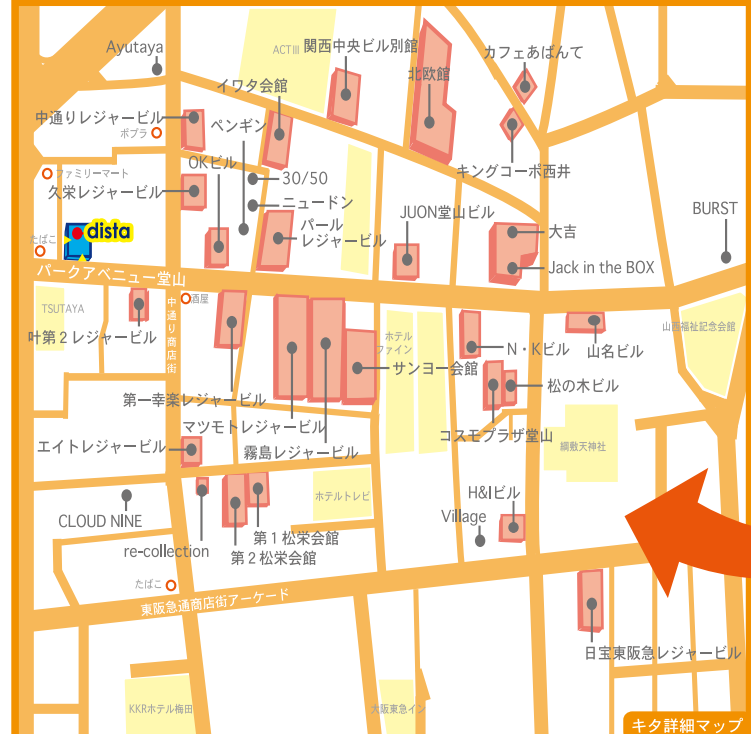 Ayutaya
ACTⅢ
関西中央ビル別館
カフェあぱんて
イワタ会館
北欧館
中通りレジャービル
ポプラ
ペンギン
OKビル
キングコーポ西井
ファミリーマート
30/50
久栄レジャービル
ニュードン
JUON堂山ビル
BURST
パール
レジャービル
大吉
dista
たばこ
Jack in the BOX
パークアベニュー堂山
TSUTAYA
酒屋
中通り商店街
叶第2レジャービル
ホテル
ファイン
N・Kビル
山名ビル
山西福祉記念会館
サンヨー会館
松の木ビル
第一幸楽レジャービル
マツモトレジャービル
コスモプラザ堂山
エイトレジャービル
霧島レジャービル
綱敷天神社
CLOUD NINE
ホテルトレビ
H&Iビル
Village
第1松栄会館
re-collection
第2松栄会館
たばこ
東阪急通商店街アーケード
日宝東阪急レジャービル
KKRホテル梅田
大阪東急イン
キタ詳細マップ